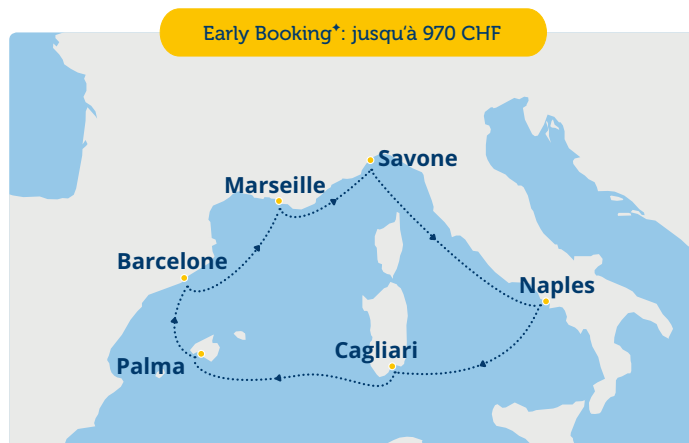 Early Booking✦: jusqu'à 970 CHF
Savone
Marseille
Barcelone
Naples
Cagliari
Palma